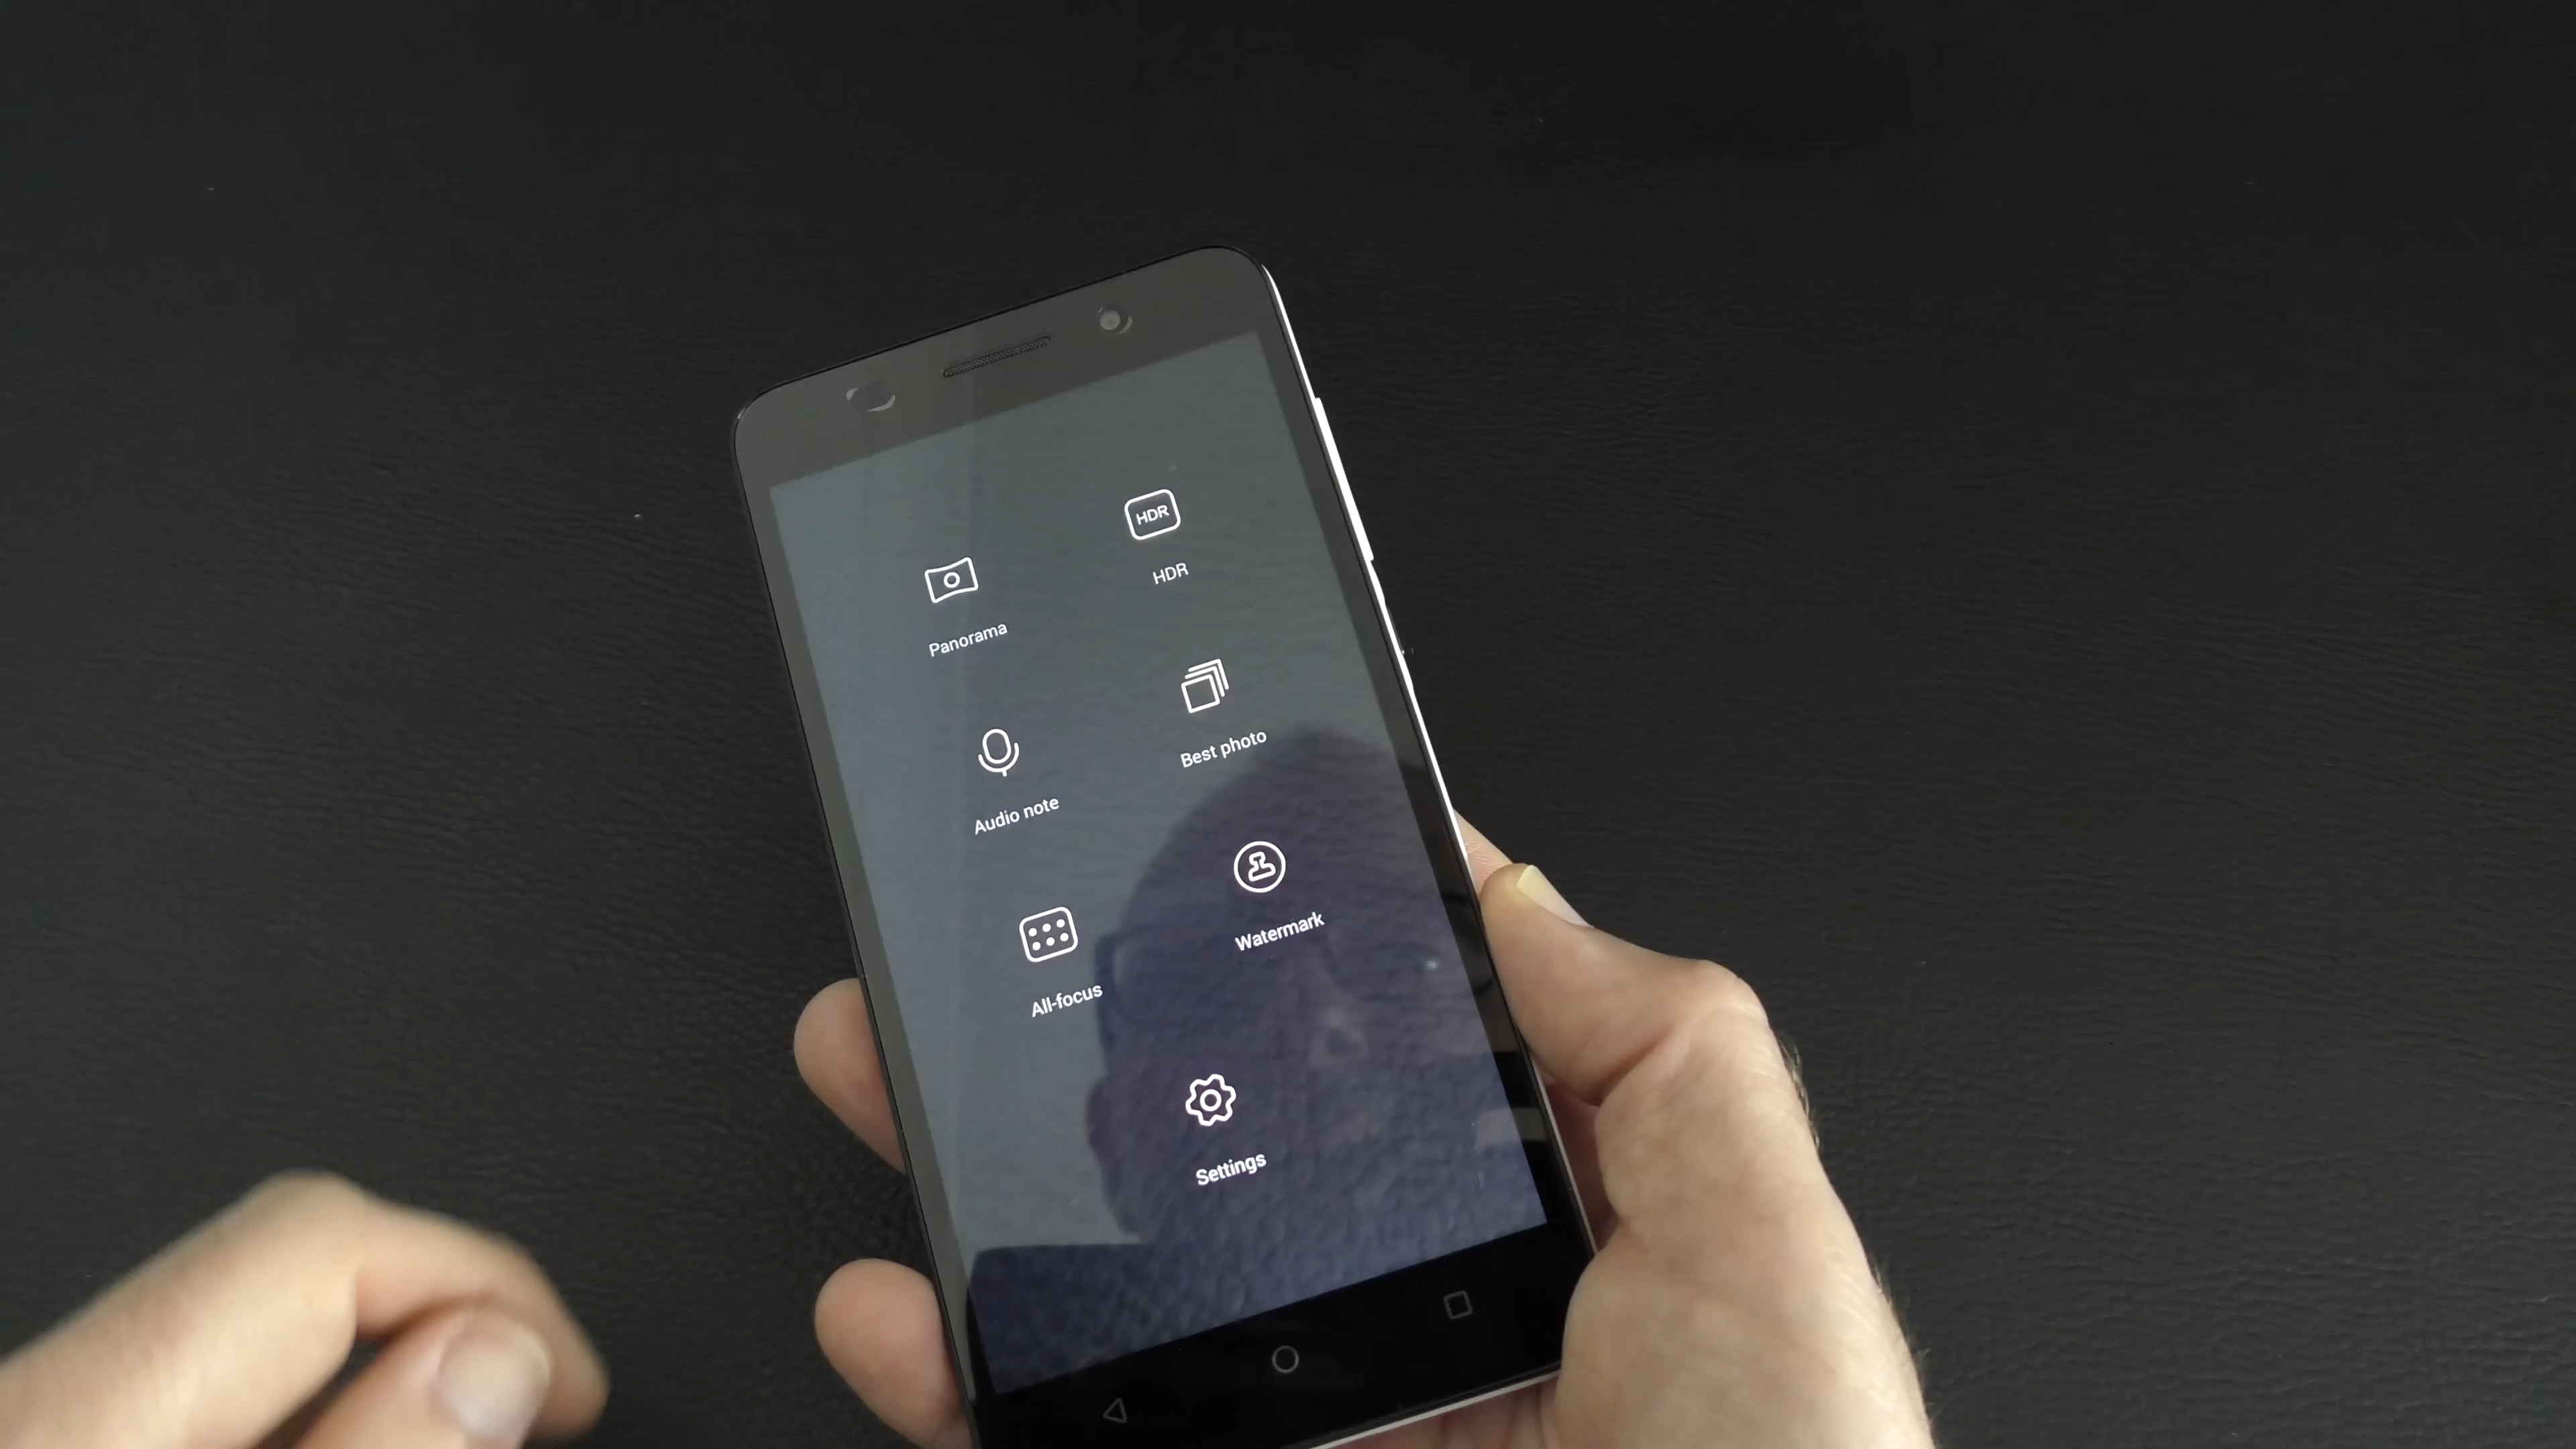 HDR
HDR
Panorama
Best photo
Audio note
Watermark
All-focus
Settings